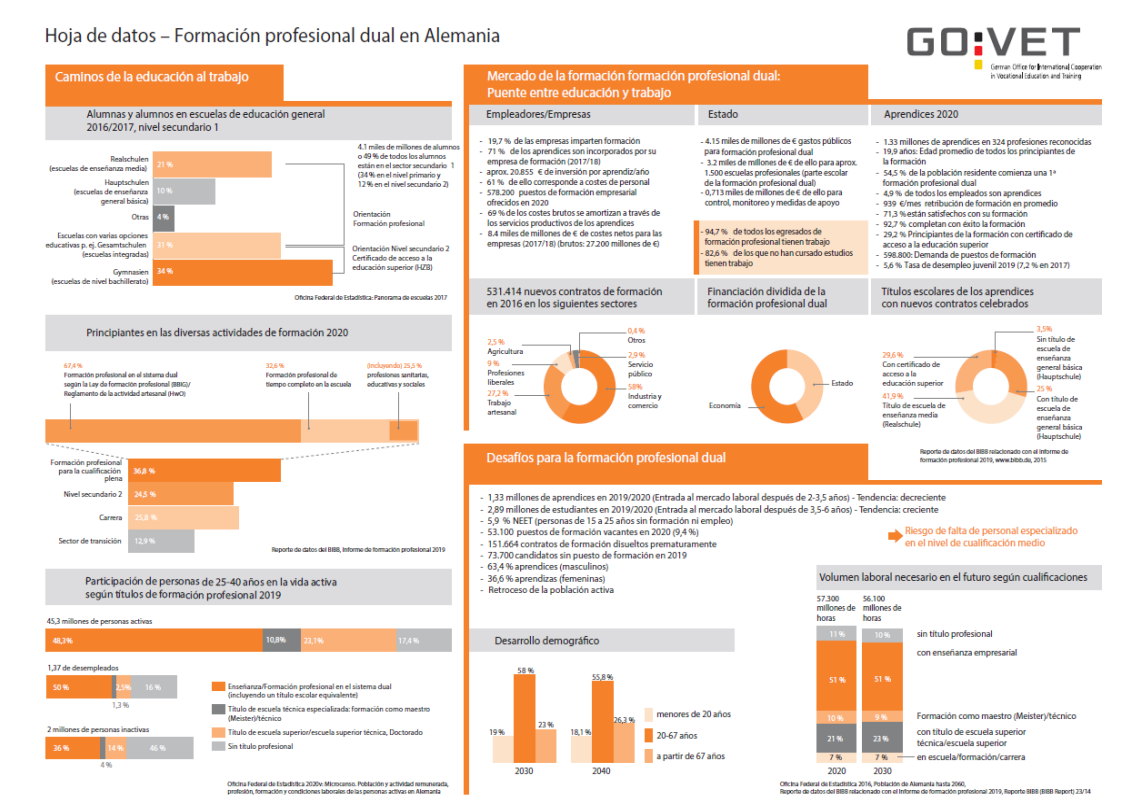 Hoja de datos – Formación profesional dual en Alemania
GO:VET
German Office for International Cooperation
in Vocational Education and Training
Caminos de la educación al trabajo
Alumnas y alumnos en escuelas de educación general
2016/2017, nivel secundario 1
4.1 miles de millones de alumnos
o 49 % de todos los alumnos
están en el sector secundario 1
(34 % en el nivel primario y
12 % en el nivel secundario 2)
Realschulen
(escuelas de enseñanza media)
21 %
Hauptschulen
(escuelas de enseñanza
general básica)
10 %
Otras
4 %
Orientación
Formación profesional
Escuelas con varias opciones
educativas p. ej. Gesamtschulen
(escuelas integradas)
31 %
Orientación Nivel secundario 2
Certificado de acceso a la
educación superior (HZB)
Gymnasien
(escuelas de nivel bachillerato)
34 %
Oficina Federal de Estadística: Panorama de escuelas 2017
Principiantes en las diversas actividades de formación 2020
67,4 %
Formación profesional en el sistema dual
según la Ley de formación profesional (BBIG)/
Reglamento de la actividad artesanal (HwO)
32,6 %
Formación profesional de
tiempo completo en la escuela
(incluyendo) 25,5 %
profesiones sanitarias,
educativas y sociales
Formación profesional
para la cualificación
plena
36,8 %
Nivel secundario 2
24,5 %
Carrera
25,8 %
Sector de transición
12,9 %
Reporte de datos del BIBB, Informe de formación profesional 2019
Participación de personas de 25-40 años en la vida activa
según títulos de formación profesional 2019
45,3 millones de personas activas
48,3%
10,8%
23,1%
17,4 %
1,37 de desempleados
50 %
2,5%
16 %
1,3 %
2 millones de personas inactivas
36 %
14 %
46 %
4 %
Enseñanza/Formación profesional en el sistema dual
(incluyendo un título escolar equivalente)
Título de escuela técnica especializada: formación como maestro
(Meister)/técnico
Título de escuela superior/escuela superior técnica, Doctorado
Sin título profesional
Oficina Federal de Estadística 2020v: Microcenso. Población y actividad remunerada,
profesión, formación y condiciones laborales de las personas activas en Alemania
Mercado de la formación formación profesional dual:
Puente entre educación y trabajo
Empleadores/Empresas
- 19,7 % de las empresas imparten formación
- 71 % de los aprendices son incorporados por su
empresa de formación (2017/18)
- aprox. 20.855 € de inversión por aprendiz/año
- 61 % de ello corresponde a costes de personal
- 578.200 puestos de formación empresarial
ofrecidos en 2020
- 69 % de los costes brutos se amortizan a través de
los servicios productivos de los aprendices
- 8.4 miles de millones de € de costes netos para las
empresas (2017/18) (brutos: 27.200 millones de €)
Estado
- 4.15 miles de millones de € gastos públicos
para formación profesional dual
- 3.2 miles de millones de € de ello para aprox.
1.500 escuelas profesionales (parte escolar
de la formación profesional dual)
- 0,713 miles de millones de € de ello para
control, monitoreo y medidas de apoyo
- 94,7 % de todos los egresados de
formación profesional tienen trabajo
- 82,6 % de los que no han cursado estudios
tienen trabajo
Aprendices 2020
- 1.33 millones de aprendices en 324 profesiones reconocidas
- 19,9 años: Edad promedio de todos los principiantes de
la formación
- 54,5 % de la población residente comienza una 1ª
formación profesional dual
- 4,9 % de todos los empleados son aprendices
- 939 €/mes retribución de formación en promedio
- 71,3 % están satisfechos con su formación
- 92,7 % completan con éxito la formación
- 29,2 % Principiantes de la formación con certificado de
acceso a la educación superior
- 598.800: Demanda de puestos de formación
- 5,6 % Tasa de desempleo juvenil 2019 (7,2 % en 2017)
531.414 nuevos contratos de formación
en 2016 en los siguientes sectores
2,5 %
Agricultura
9 %
Profesiones
liberales
27,2 %
Trabajo
artesanal
0,4 %
Otros
2,9 %
Servicio
público
58%
Industria y
comercio
Financiación dividida de la
formación profesional dual
Estado
Economía
Títulos escolares de los aprendices
con nuevos contratos celebrados
29,6 %
Con certificado de
acceso a la
educación superior
41,9 %
Título de escuela de
enseñanza media
(Realschule)
3,5%
Sin título de
escuela de
enseñanza
general básica
(Hauptschule)
25 %
Con título de
escuela de
enseñanza
general básica
(Hauptschule)
Reporte de datos del BIBB relacionado con el Informe de
formación profesional 2019, www.bibb.de, 2015
Desafíos para la formación profesional dual
- 1,33 millones de aprendices en 2019/2020 (Entrada al mercado laboral después de 2-3,5 años) - Tendencia: decreciente
- 2,89 millones de estudiantes en 2019/2020 (Entrada al mercado laboral después de 3,5-6 años) - Tendencia: creciente
- 5,9 % NEET (personas de 15 a 25 años sin formación ni empleo)
- 53.100 puestos de formación vacantes en 2020 (9,4 %)
- 151.664 contratos de formación disueltos prematuramente
- 73.700 candidatos sin puesto de formación en 2019
- 63,4 % aprendices (masculinos)
- 36,6 % aprendizas (femeninas)
- Retroceso de la población activa
Riesgo de falta de personal especializado
en el nivel de cualificación medio
Desarrollo demográfico
19 %
58 %
23 %
2030
18,1 %
55,8 %
26,3 %
2040
menores de 20 años
20-67 años
a partir de 67 años
Volumen laboral necesario en el futuro según cualificaciones
57.300
millones de
horas
56.100
millones de
horas
11 %
10 %
sin título profesional
con enseñanza empresarial
51 %
51 %
10 %
9 %
Formación como maestro (Meister)/técnico
21 %
23 %
con título de escuela superior
técnica/escuela superior
7 %
7 %
en escuela/formación/carrera
2020
2030
Oficina Federal de Estadística 2016, Población de Alemania hasta 2060,
Reporte de datos del BIBB relacionado con el Informe de formación profesional 2019, Reporte BIBB (BIBB Report) 23/14